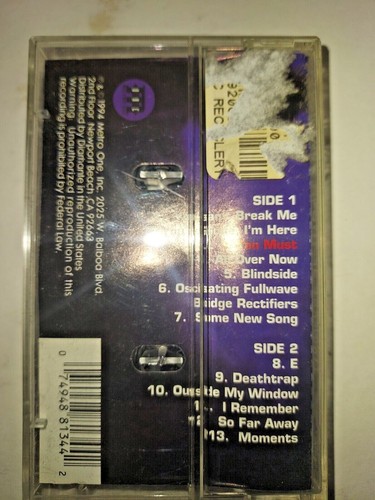 ℗ & © 1994 Metro One, Inc. 2025 W. Balboa Blvd.
2nd Floor Newport Beach, CA 92663
Distributed by Diamante in the United States
Warning: Unauthorized reproduction of this
recording is prohibited by Federal Law.
SIDE 1
Break Me
I'm Here
Must
Over Now
5. Blindside
6. Oscillating Fullwave
Bridge Rectifiers
7. Some New Song
SIDE 2
8. E
9. Deathtrap
10. Outside My Window
I Remember
So Far Away
13. Moments
0 74948 81344 2